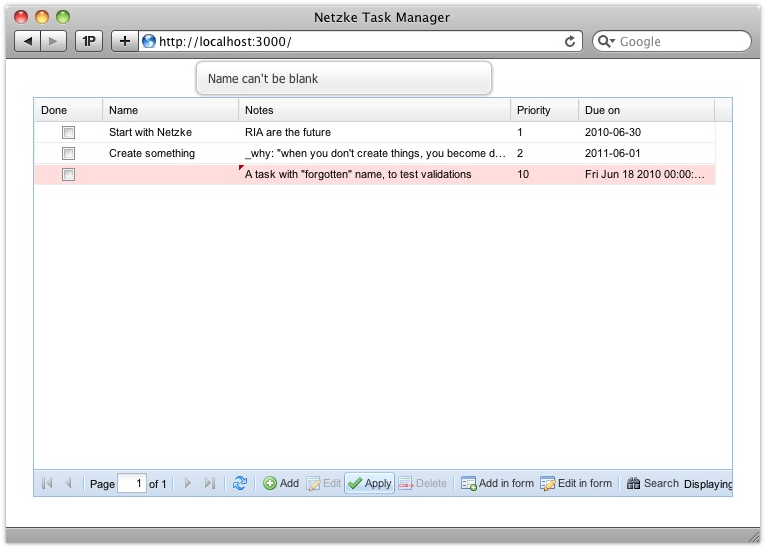 Netzke Task Manager
1P
http://localhost:3000/
Google
Name can't be blank
Done Name Notes Priority Due on
Start with Netzke RIA are the future 1 2010-06-30
Create something _why: "when you don't create things, you become d... 2 2011-06-01
A task with "forgotten" name, to test validations 10 Fri Jun 18 2010 00:00:...
Page 1 of 1 Add Edit Apply Delete Add in form Edit in form Search Displaying